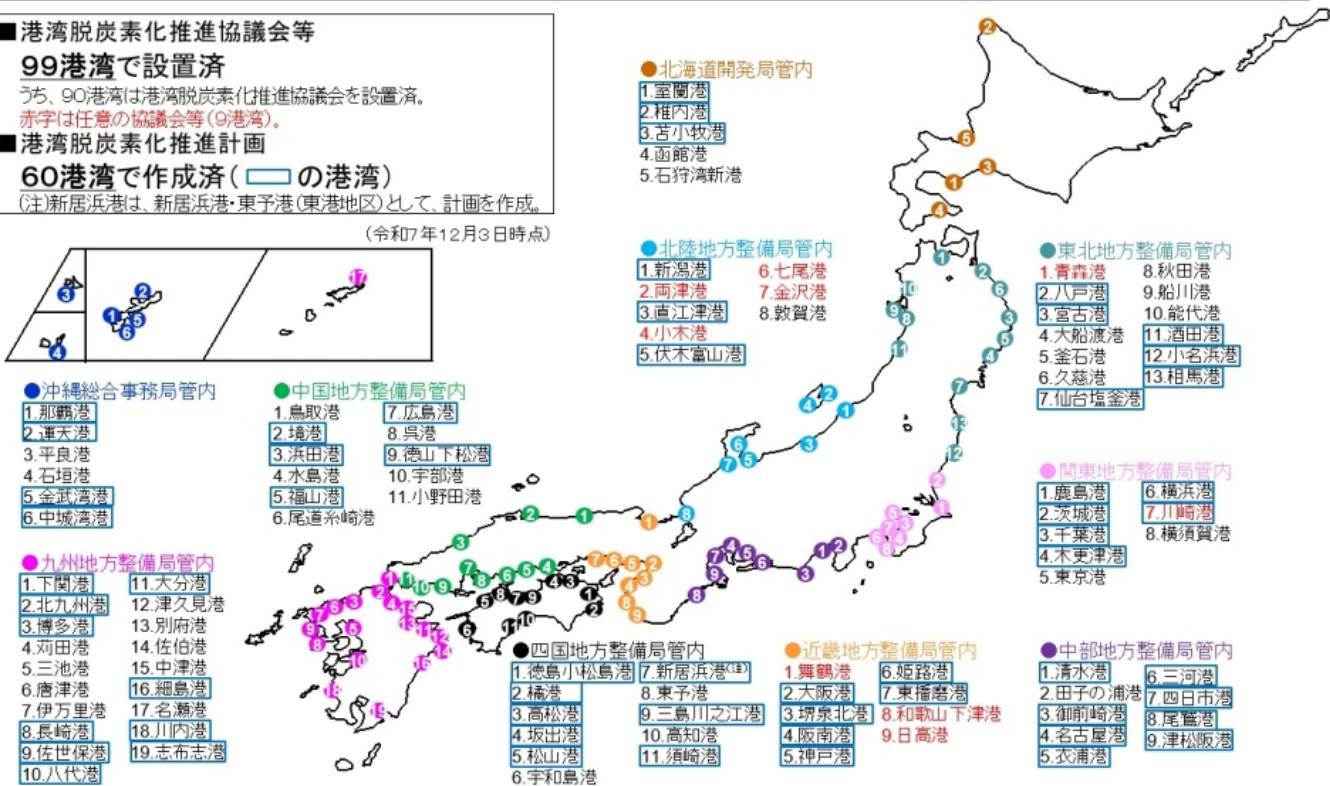 ■港湾脱炭素化推進協議会等
99港湾で設置済
うち、90港湾は港湾脱炭素化推進協議会を設置済。
赤字は任意の協議会等(9港湾)。
■港湾脱炭素化推進計画
60港湾で作成済( の港湾)
(注)新居浜港は、新居浜港・東予港(東港地区)として、計画を作成。
(令和7年12月3日時点)
●北海道開発局管内
1.室蘭港
2.稚内港
3.苫小牧港
4.函館港
5.石狩湾新港
●北陸地方整備局管内
1.新潟港
2.両津港
3.直江津港
4.小木港
5.伏木富山港
6.七尾港
7.金沢港
8.敦賀港
●東北地方整備局管内
1.青森港
2.八戸港
3.宮古港
4.大船渡港
5.釜石港
6.久慈港
7.仙台塩釜港
8.秋田港
9.船川港
10.能代港
11.酒田港
12.小名浜港
13.相馬港
●沖縄総合事務局管内
1.那覇港
2.運天港
3.平良港
4.石垣港
5.金武湾港
6.中城湾港
●中国地方整備局管内
1.鳥取港
2.境港
3.浜田港
4.水島港
5.福山港
6.尾道糸崎港
7.広島港
8.呉港
9.徳山下松港
10.宇部港
11.小野田港
●関東地方整備局管内
1.鹿島港
2.茨城港
3.千葉港
4.木更津港
5.東京港
6.横浜港
7.川崎港
8.横須賀港
●九州地方整備局管内
1.下関港
2.北九州港
3.博多港
4.苅田港
5.三池港
6.唐津港
7.伊万里港
8.長崎港
9.佐世保港
10.八代港
11.大分港
12.津久見港
13.別府港
14.佐伯港
15.中津港
16.細島港
17.名瀬港
18.川内港
19.志布志港
●四国地方整備局管内
1.徳島小松島港
2.橘港
3.高松港
4.坂出港
5.松山港
6.宇和島港
7.新居浜港(注)
8.東予港
9.三島川之江港
10.高知港
11.須崎港
●近畿地方整備局管内
1.舞鶴港
2.大阪港
3.堺泉北港
4.阪南港
5.神戸港
6.姫路港
7.東播磨港
8.和歌山下津港
9.日高港
●中部地方整備局管内
1.清水港
2.田子の浦港
3.御前崎港
4.名古屋港
5.衣浦港
6.三河港
7.四日市港
8.尾鷲港
9.津松阪港